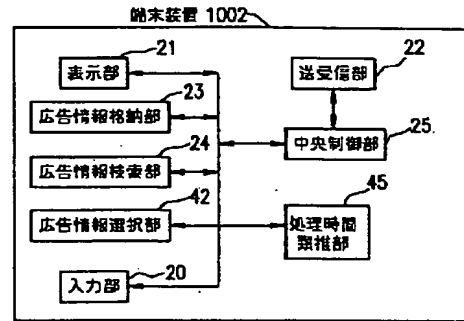 端末装置 1002
21
表示部
22
送受信部
23
広告情報格納部
25
中央制御部
24
広告情報検索部
42
広告情報選択部
45
処理時間
類推部
20
入力部